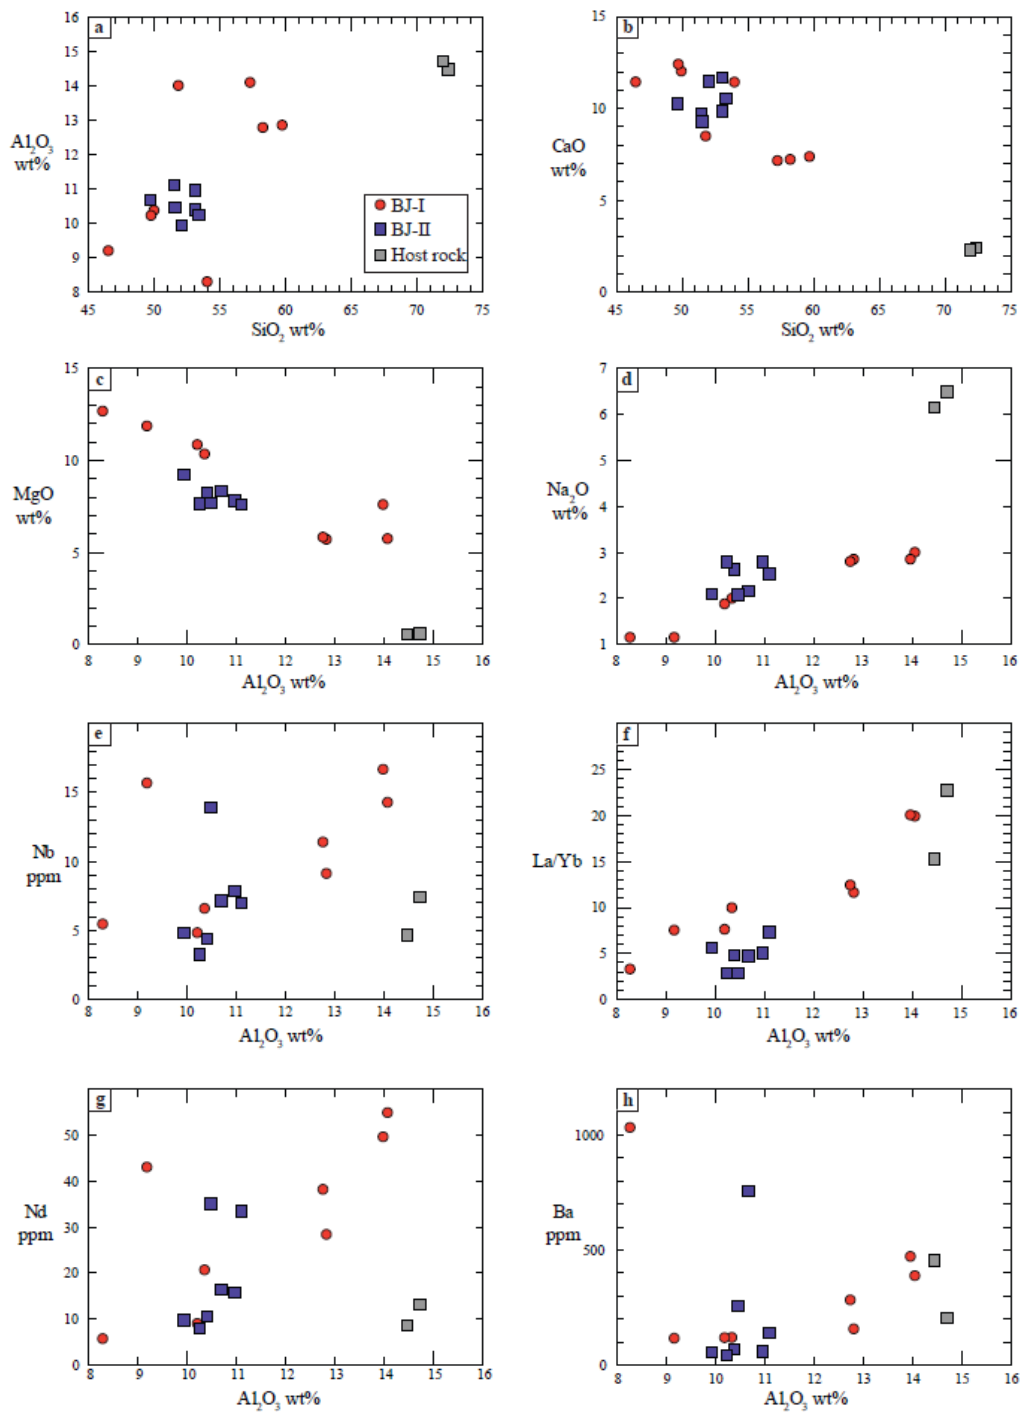 a
16
15
14
13
12
11
10
9
8
Al₂O₃
wt%
45 50 55 60 65 70 75
SiO₂ wt%
BJ-I
BJ-II
Host rock
b
15
10
5
0
CaO
wt%
45 50 55 60 65 70 75
SiO₂ wt%
c
15
10
5
0
MgO
wt%
8 9 10 11 12 13 14 15 16
Al₂O₃ wt%
d
7
6
5
4
3
2
1
Na₂O
wt%
8 9 10 11 12 13 14 15 16
Al₂O₃ wt%
e
15
10
5
0
Nb
ppm
8 9 10 11 12 13 14 15 16
Al₂O₃ wt%
f
25
20
15
10
5
0
La/Yb
8 9 10 11 12 13 14 15 16
Al₂O₃ wt%
g
50
40
30
20
10
0
Nd
ppm
8 9 10 11 12 13 14 15 16
Al₂O₃ wt%
h
1000
500
0
Ba
ppm
8 9 10 11 12 13 14 15 16
Al₂O₃ wt%